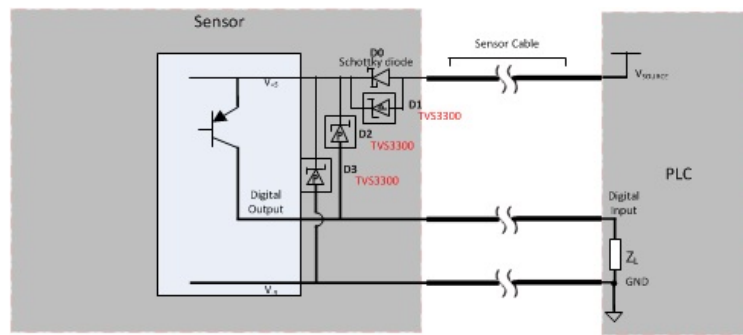 Sensor
D0
Schottky diode
Sensor Cable
V+S
VSOURCE
D1
TVS3300
D2
TVS3300
D3
TVS3300
PLC
Digital
Output
Digital
Input
ZL
GND